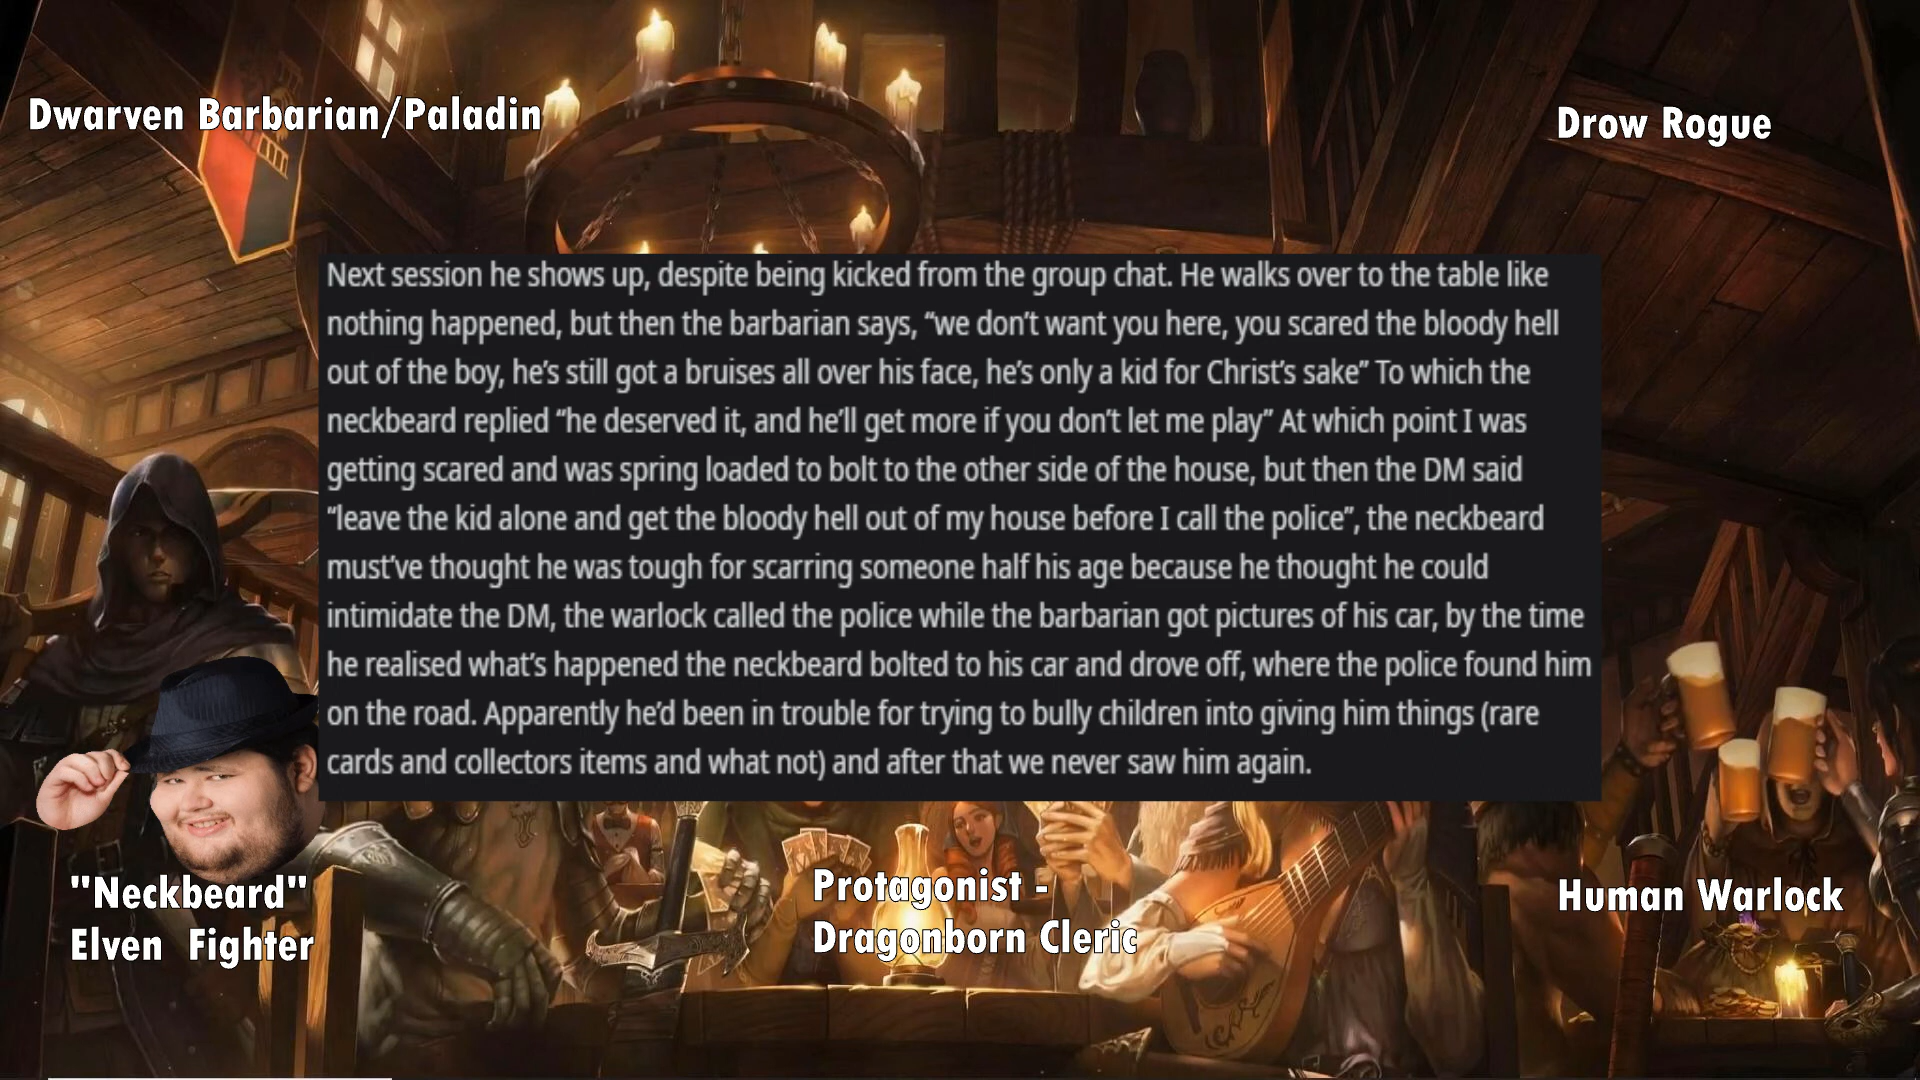 Dwarven Barbarian/Paladin
Drow Rogue
Next session he shows up, despite being kicked from the group chat. He walks over to the table like
nothing happened, but then the barbarian says, “we don’t want you here, you scared the bloody hell
out of the boy, he’s still got a bruises all over his face, he’s only a kid for Christ’s sake” To which the
neckbeard replied “he deserved it, and he’ll get more if you don’t let me play” At which point I was
getting scared and was spring loaded to bolt to the other side of the house, but then the DM said
“leave the kid alone and get the bloody hell out of my house before I call the police”, the neckbeard
must’ve thought he was tough for scarring someone half his age because he thought he could
intimidate the DM, the warlock called the police while the barbarian got pictures of his car, by the time
he realised what’s happened the neckbeard bolted to his car and drove off, where the police found him
on the road. Apparently he’d been in trouble for trying to bully children into giving him things (rare
cards and collectors items and what not) and after that we never saw him again.
"Neckbeard"
Elven Fighter
Protagonist -
Dragonborn Cleric
Human Warlock